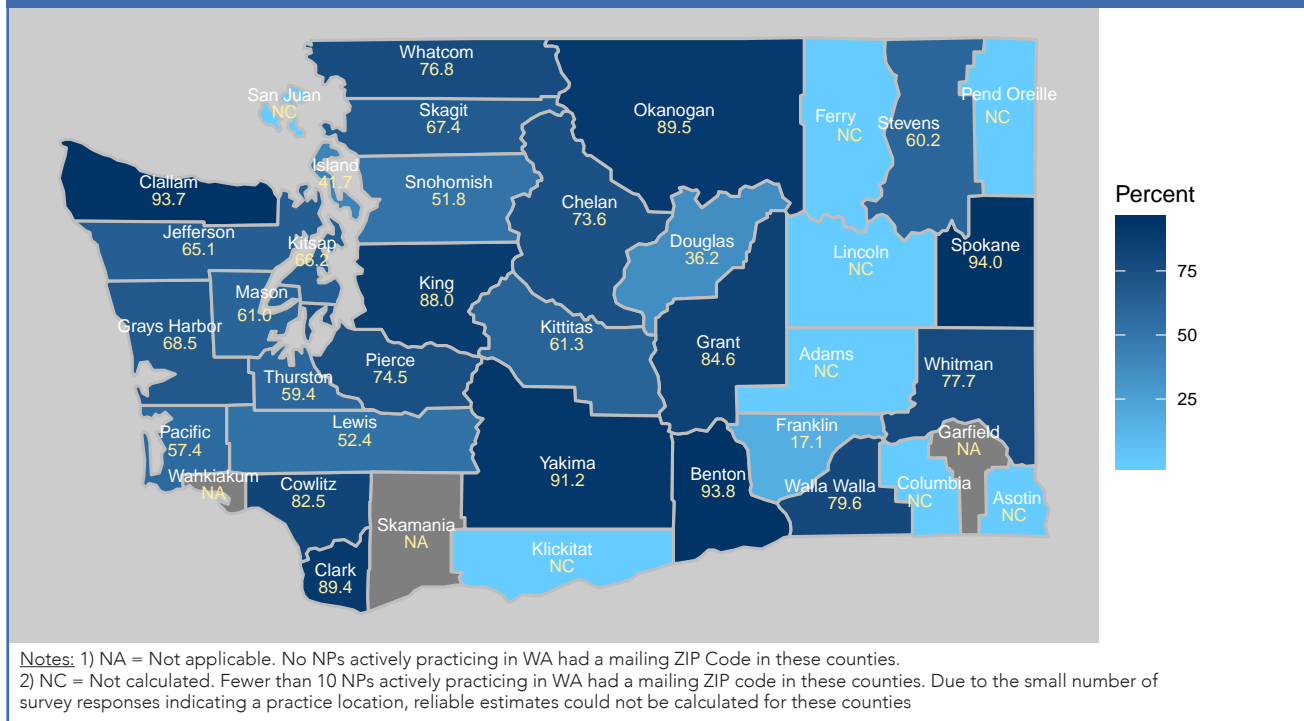 Whatcom
76.8
San Juan
NC
Skagit
67.4
Okanogan
89.5
Ferry
NC
Stevens
60.2
Pend Oreille
NC
Island
41.7
Clallam
93.7
Snohomish
51.8
Chelan
73.6
Jefferson
65.1
Kitsap
66.2
Douglas
36.2
Lincoln
NC
Spokane
94.0
King
88.0
Mason
61.0
Grays Harbor
68.5
Kittitas
61.3
Grant
84.6
Adams
NC
Whitman
77.7
Pierce
74.5
Thurston
59.4
Lewis
52.4
Pacific
57.4
Franklin
17.1
Garfield
NA
Wahkiakum
NA
Cowlitz
82.5
Yakima
91.2
Benton
93.8
Walla Walla
79.6
Columbia
NC
Asotin
NC
Skamania
NA
Klickitat
NC
Clark
89.4
Percent
75
50
25
Notes: 1) NA = Not applicable. No NPs actively practicing in WA had a mailing ZIP Code in these counties.
2) NC = Not calculated. Fewer than 10 NPs actively practicing in WA had a mailing ZIP code in these counties. Due to the small number of
survey responses indicating a practice location, reliable estimates could not be calculated for these counties